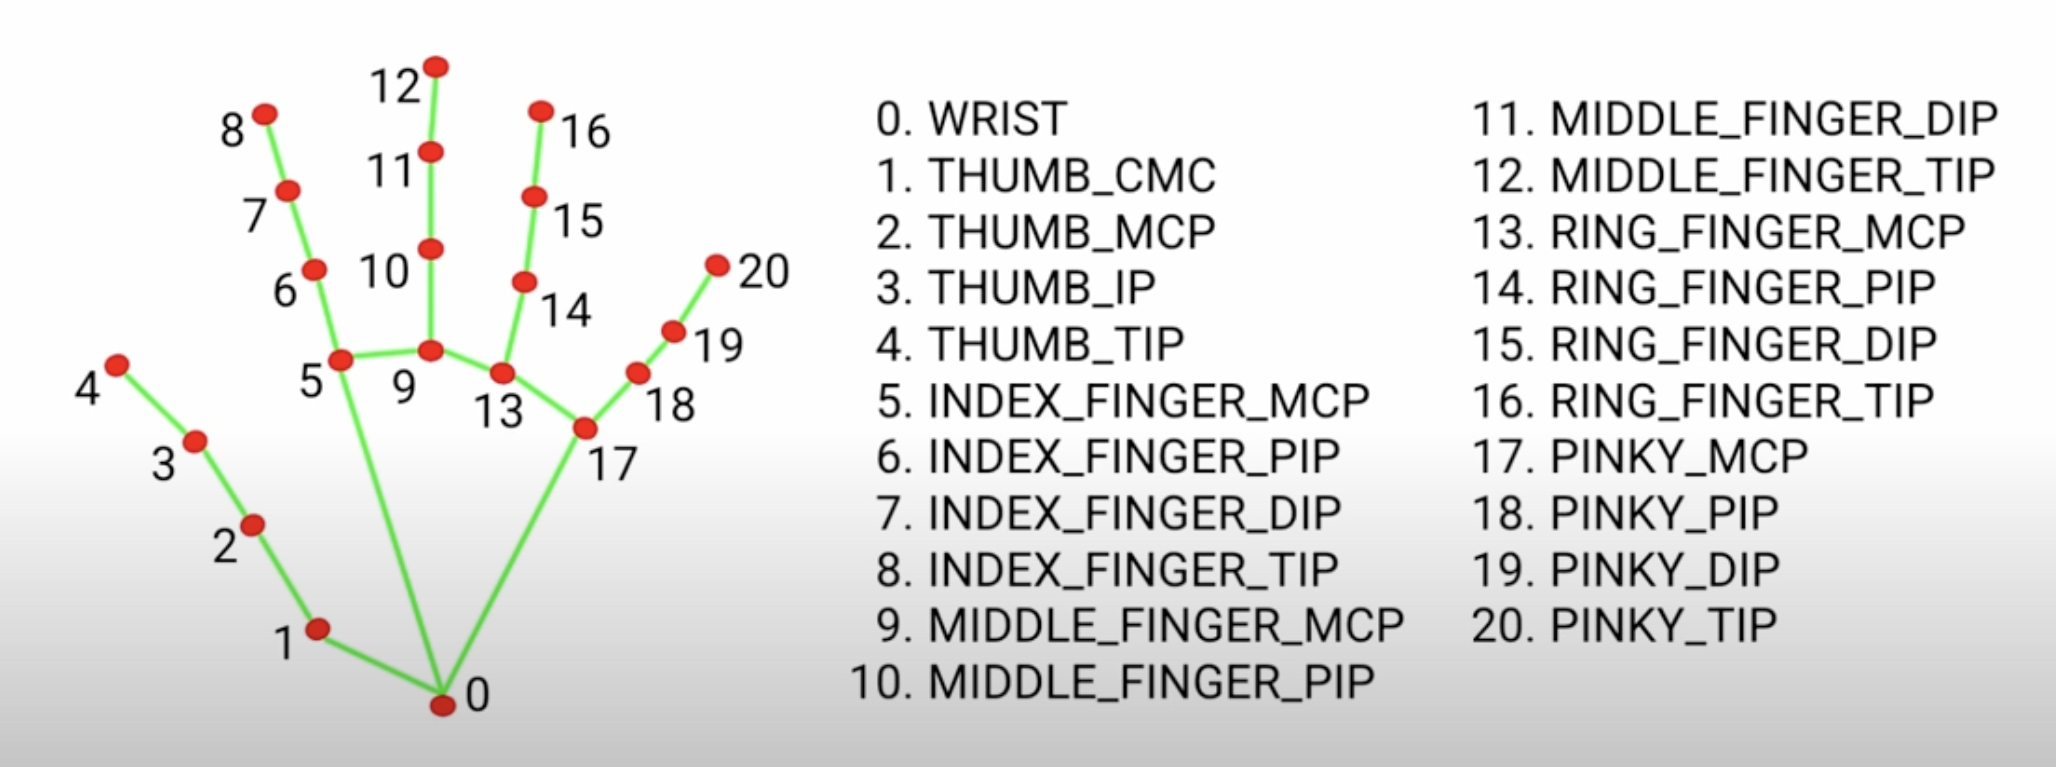 12
8
16
11
7
15
10
20
6
14
19
5
9
4
13
18
3
17
2
1
0
0. WRIST
1. THUMB_CMC
2. THUMB_MCP
3. THUMB_IP
4. THUMB_TIP
5. INDEX_FINGER_MCP
6. INDEX_FINGER_PIP
7. INDEX_FINGER_DIP
8. INDEX_FINGER_TIP
9. MIDDLE_FINGER_MCP
10. MIDDLE_FINGER_PIP
11. MIDDLE_FINGER_DIP
12. MIDDLE_FINGER_TIP
13. RING_FINGER_MCP
14. RING_FINGER_PIP
15. RING_FINGER_DIP
16. RING_FINGER_TIP
17. PINKY_MCP
18. PINKY_PIP
19. PINKY_DIP
20. PINKY_TIP